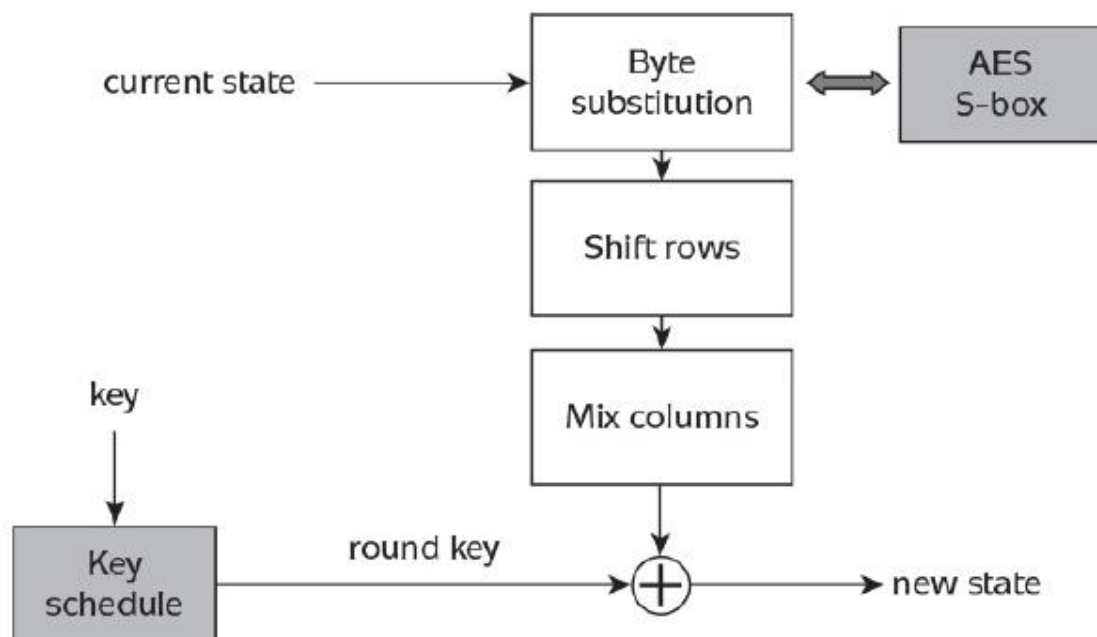 current state
Byte
substitution
AES
S-box
Shift rows
Mix columns
key
Key
schedule
round key
new state